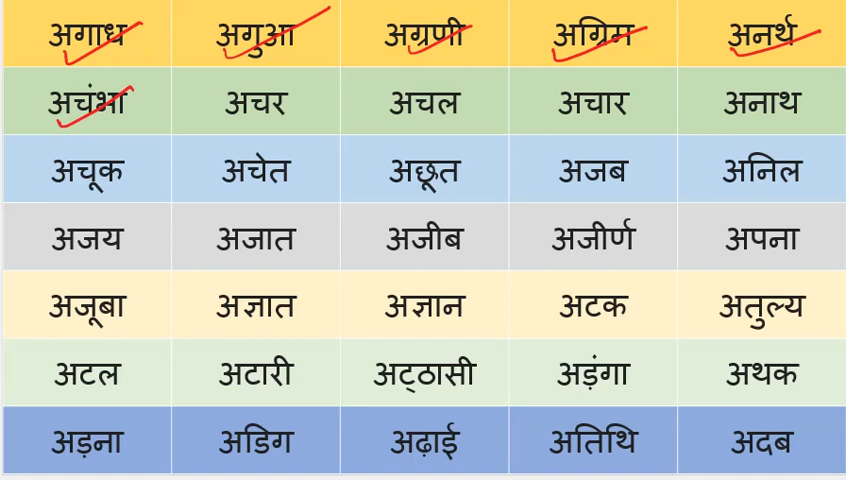 अगाध अगुआ अग्रणी अग्रिम अनर्थ
अचंभा अचर अचल अचार अनाथ
अचूक अचेत अछूत अजब अनिल
अजय अजात अजीब अजीर्ण अपना
अजूबा अज्ञात अज्ञान अटक अतुल्य
अटल अटारी अट्ठासी अड़ंगा अथक
अड़ना अडिग अढ़ाई अतिथि अदब